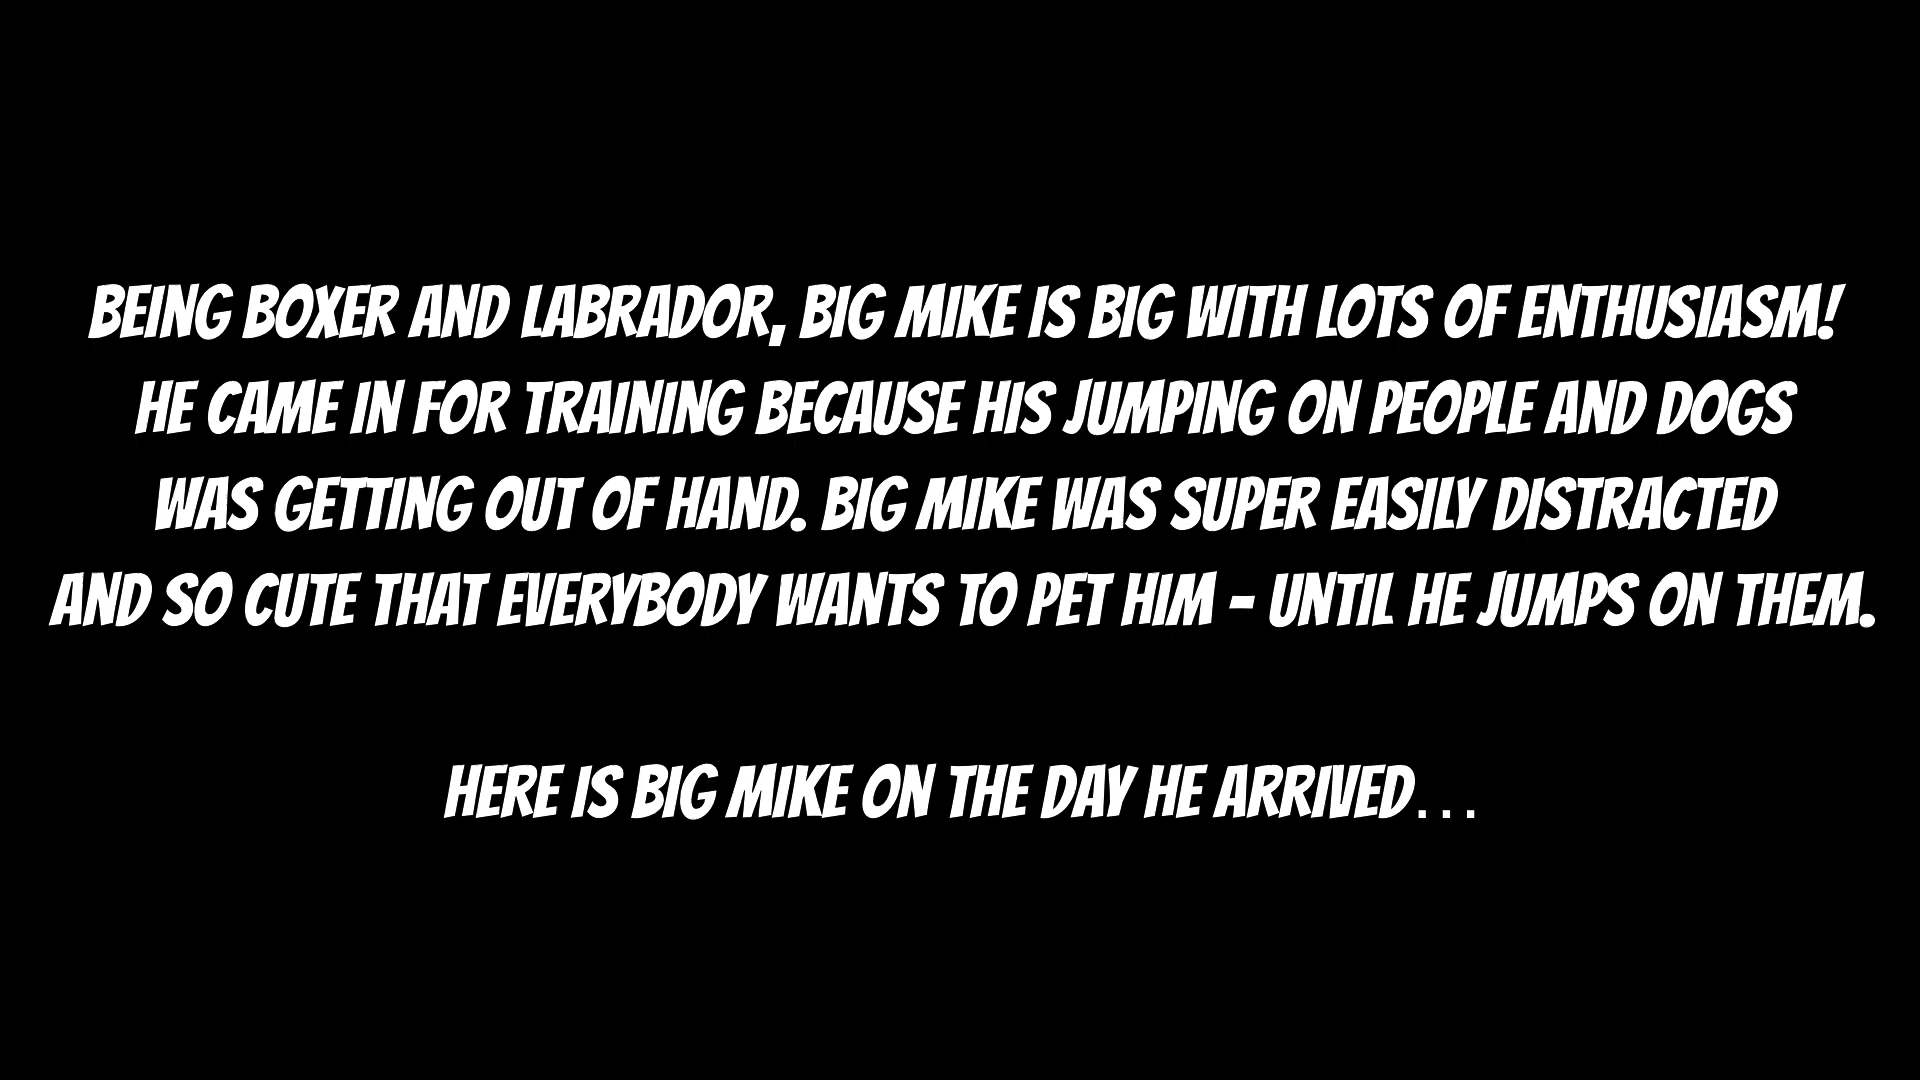 BEING BOXER AND LABRADOR, BIG MIKE IS BIG WITH LOTS OF ENTHUSIASM!
HE CAME IN FOR TRAINING BECAUSE HIS JUMPING ON PEOPLE AND DOGS
WAS GETTING OUT OF HAND. BIG MIKE WAS SUPER EASILY DISTRACTED
AND SO CUTE THAT EVERYBODY WANTS TO PET HIM - UNTIL HE JUMPS ON THEM.
HERE IS BIG MIKE ON THE DAY HE ARRIVED...